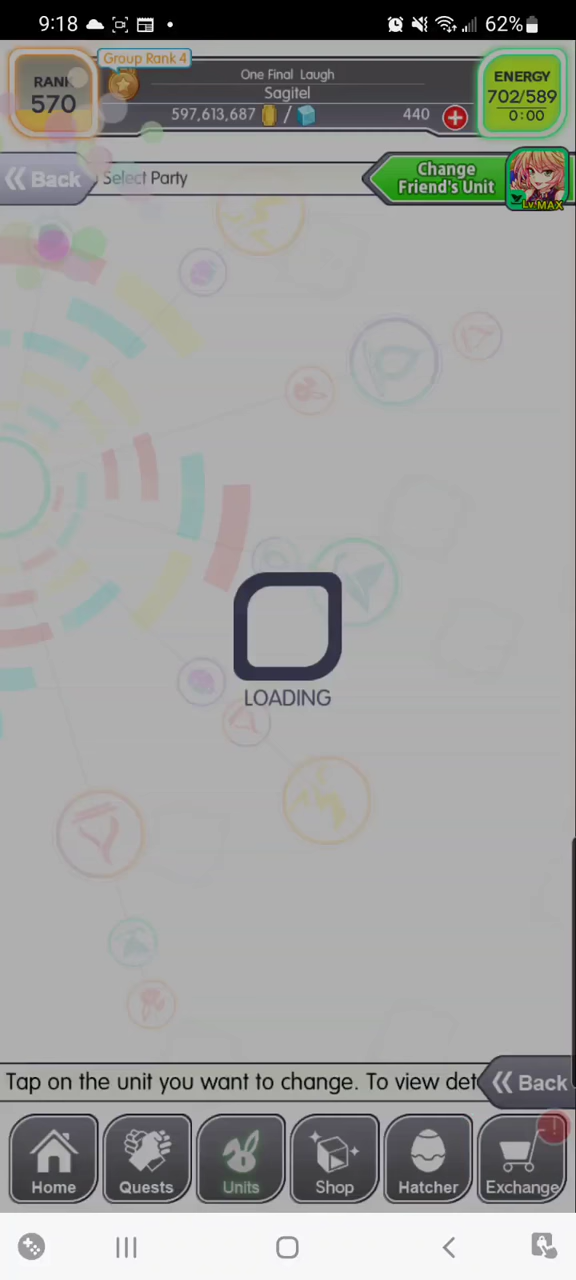 9:18
62%
Group Rank 4
RANK
570
One Final Laugh
Sagitel
597,613,687 /
440
ENERGY
702/589
0:00
Back
Select Party
Change
Friend's Unit
Lv.MAX
LOADING
Tap on the unit you want to change. To view det
Back
Home
Quests
Units
Shop
Hatcher
Exchange